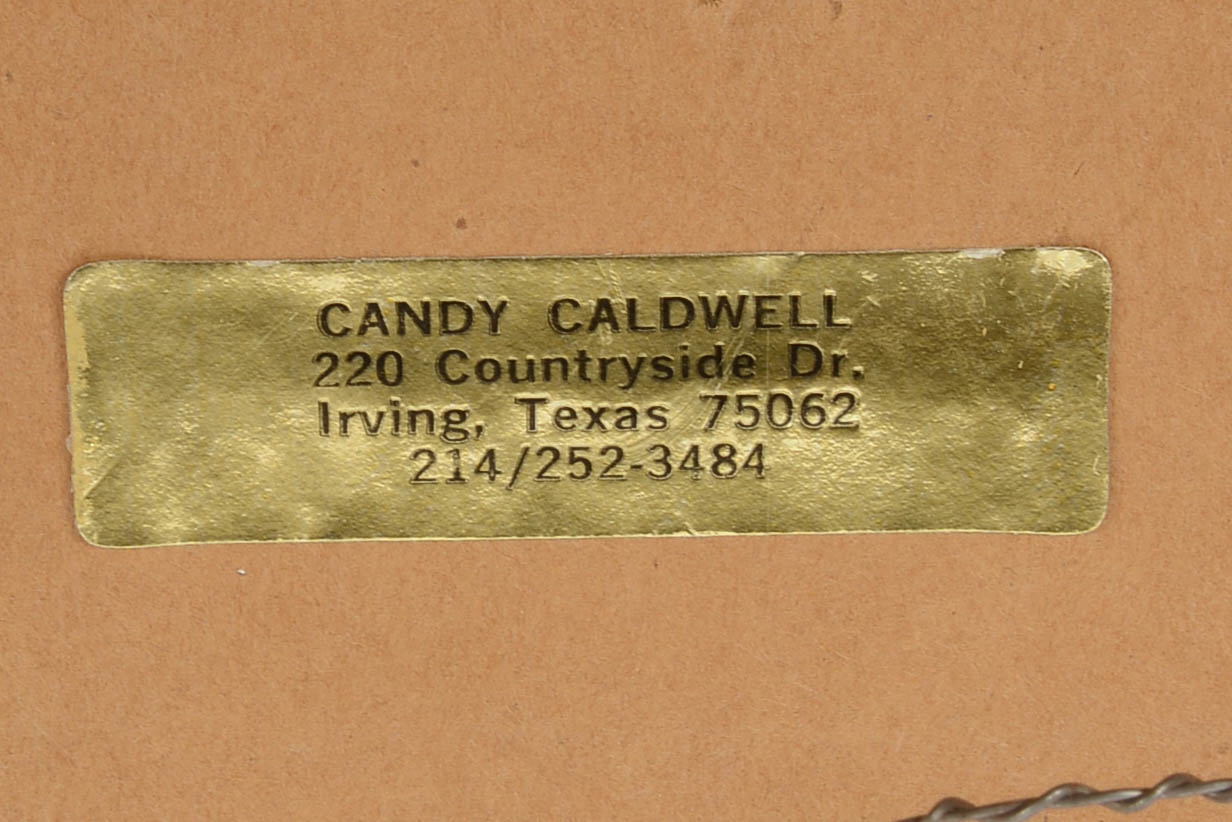 CANDY CALDWELL
220 Countryside Dr.
Irving, Texas 75062
214/252-3484